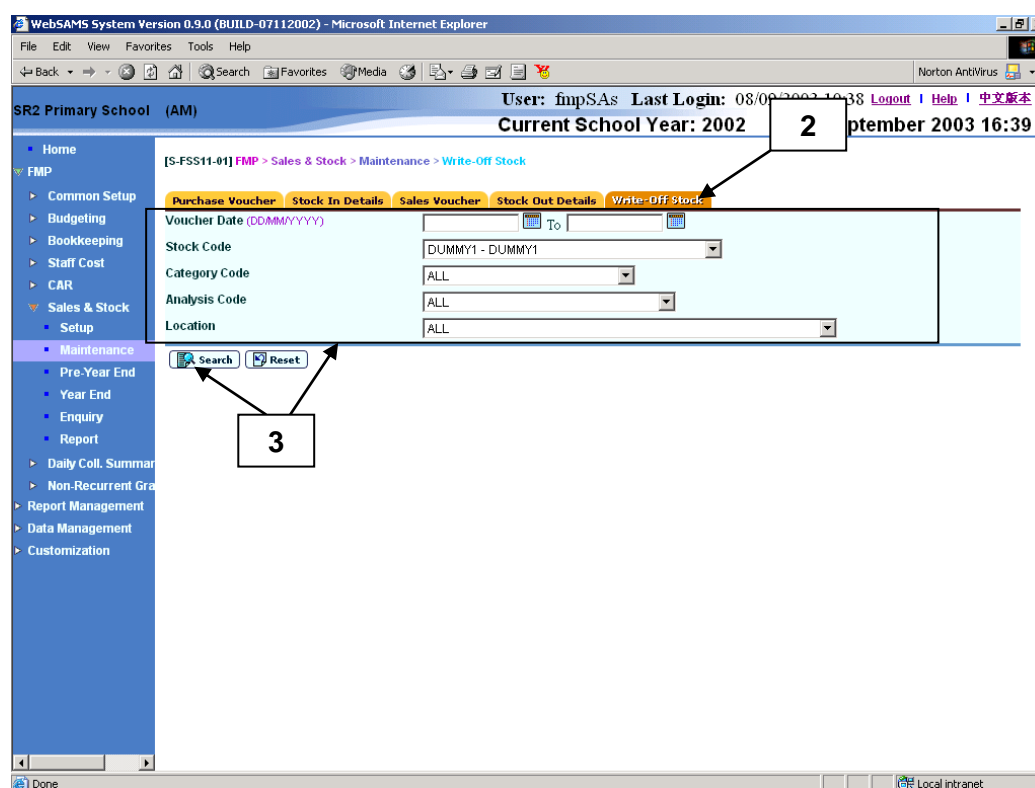 WebSAMS System Version 0.9.0 (BUILD-07112002) - Microsoft Internet Explorer
File Edit View Favorites Tools Help
Back Search Favorites Media Norton AntiVirus
SR2 Primary School (AM)
User: fmpSAs Last Login: 08/09/2003 38 Logout | Help | 中文版本
Current School Year: 2002 ptember 2003 16:39
2
Home
FMP
Common Setup
Budgeting
Bookkeeping
Staff Cost
CAR
Sales & Stock
Setup
Maintenance
Pre-Year End
Year End
Enquiry
Report
Daily Coll. Summar
Non-Recurrent Gra
Report Management
Data Management
Customization
[S-FSS11-01] FMP > Sales & Stock > Maintenance > Write-Off Stock
Purchase Voucher Stock In Details Sales Voucher Stock Out Details Write-Off Stock
Voucher Date (DD/MM/YYYY) To
Stock Code DUMMY1 - DUMMY1
Category Code ALL
Analysis Code ALL
Location ALL
Search Reset
3
Done Local intranet